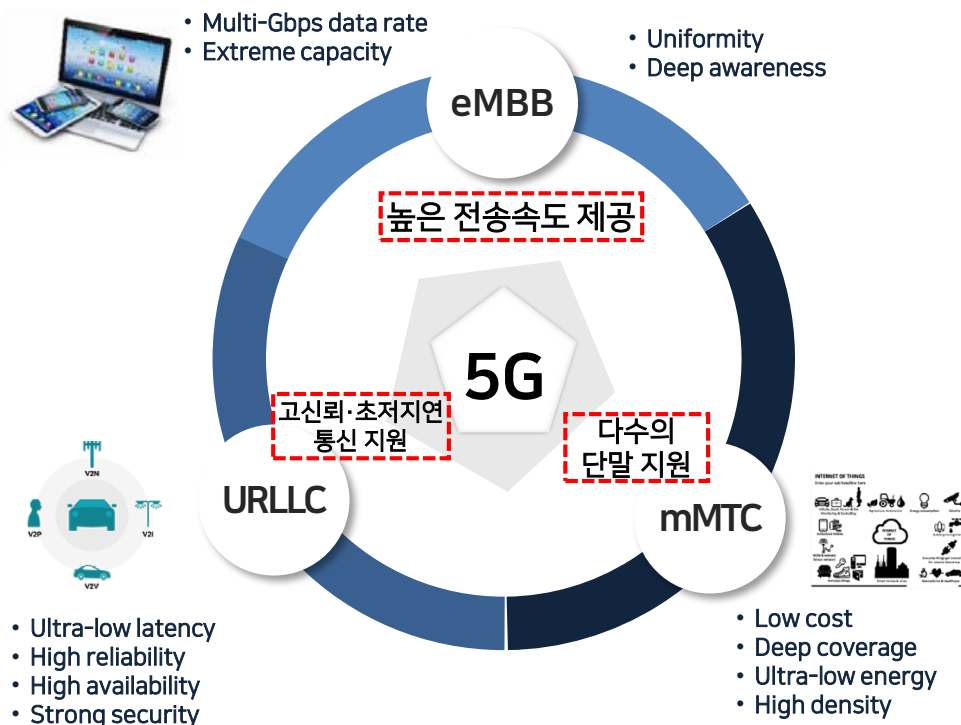 • Multi-Gbps data rate
• Extreme capacity
• Uniformity
• Deep awareness
eMBB
높은 전송속도 제공
5G
고신뢰·초저지연
통신 지원
다수의
단말 지원
URLLC
mMTC
V2N
V2P
V2I
V2V
INTERNET OF THINGS
INTERNET
OF
THINGS
• Ultra-low latency
• High reliability
• High availability
• Strong security
• Low cost
• Deep coverage
• Ultra-low energy
• High density